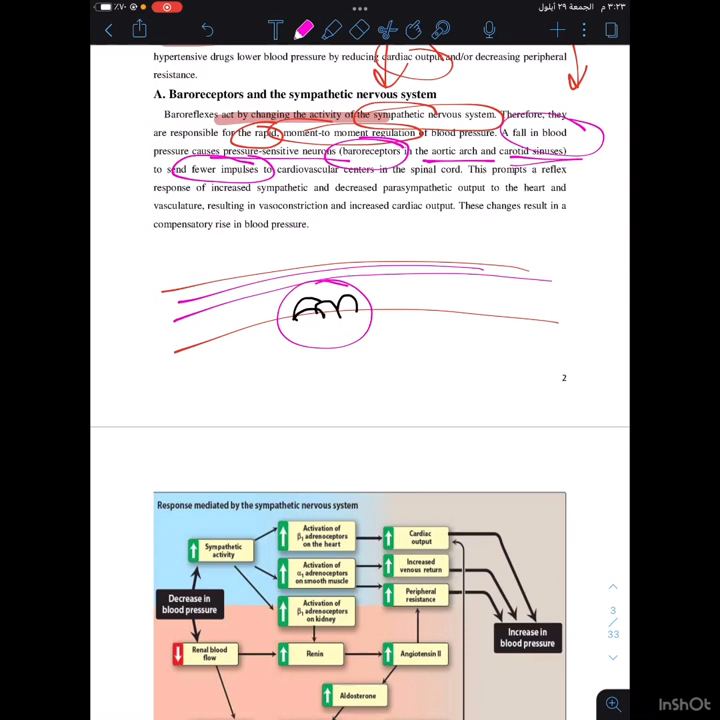 ٣:٢٣ م الجمعة ٢٩ أيلول
٪٧٠
hypertensive drugs lower blood pressure by reducing cardiac output and/or decreasing peripheral
resistance.
A. Baroreceptors and the sympathetic nervous system
Baroreflexes act by changing the activity of the sympathetic nervous system. Therefore, they
are responsible for the rapid, moment-to moment regulation of blood pressure. A fall in blood
pressure causes pressure-sensitive neurons (baroreceptors in the aortic arch and carotid sinuses)
to send fewer impulses to cardiovascular centers in the spinal cord. This prompts a reflex
response of increased sympathetic and decreased parasympathetic output to the heart and
vasculature, resulting in vasoconstriction and increased cardiac output. These changes result in a
compensatory rise in blood pressure.
2
Response mediated by the sympathetic nervous system
Sympathetic
activity
Activation of
β₁ adrenoceptors
on the heart
Cardiac
output
Activation of
α₁ adrenoceptors
on smooth muscle
Increased
venous return
Decrease in
blood pressure
Activation of
β₁ adrenoceptors
on kidney
Peripheral
resistance
Increase in
blood pressure
Renal blood
flow
Renin
Angiotensin II
Aldosterone
3
/
33
InShOt